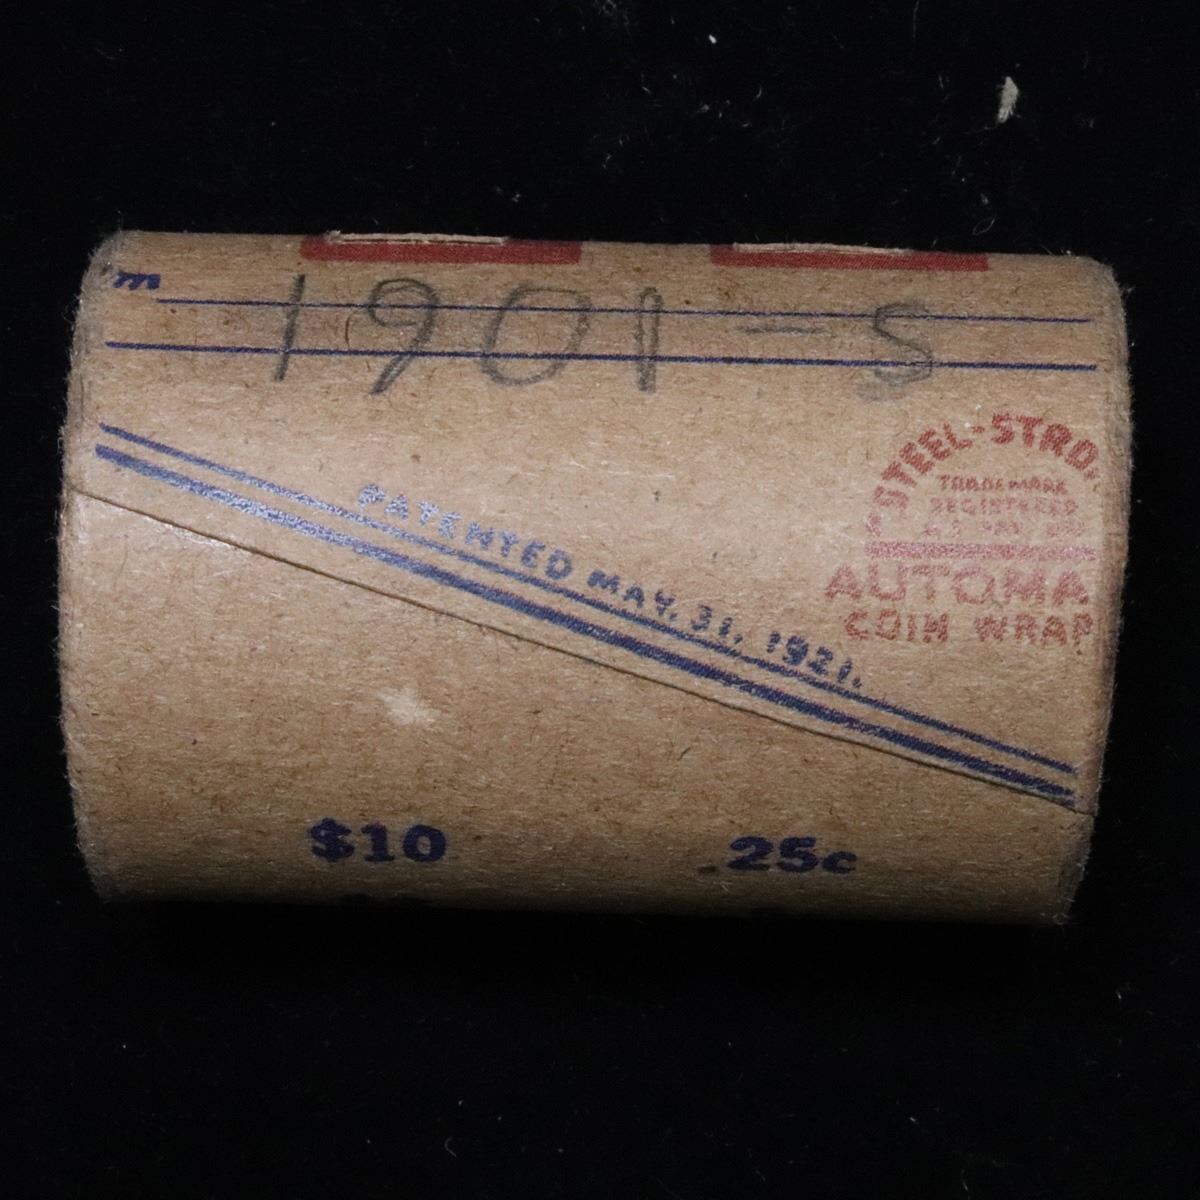 m
1901-S
STEEL-STRO
TRADEMARK
REGISTERED
AUTOMA
COIN WRAP
PATENTED MAY. 31, 1921.
$10 25c